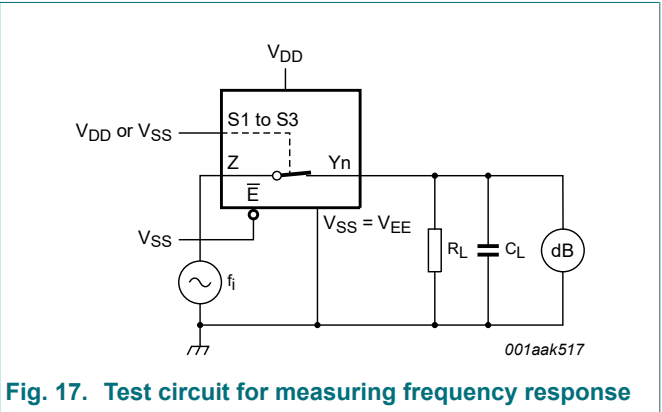 VDD
S1 to S3
VDD or VSS
Z
Yn
E
VSS = VEE
VSS
RL
CL
dB
fi
001aak517
Fig. 17. Test circuit for measuring frequency response